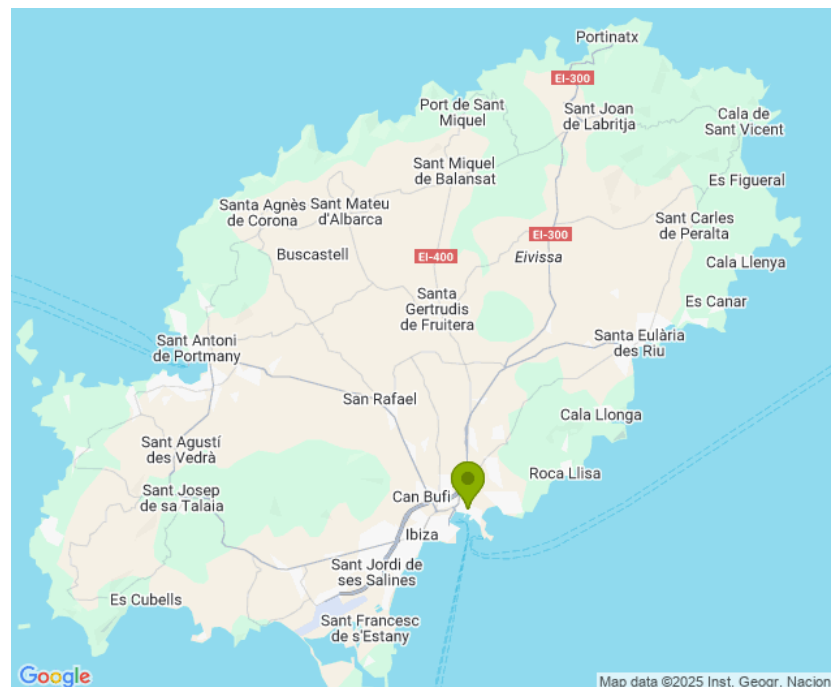 Portinatx
EI-300
Port de Sant
Miquel
Sant Joan
de Labritja
Cala de
Sant Vicent
Sant Miquel
de Balansat
Es Figueral
Santa Agnès
de Corona
Sant Mateu
d'Albarca
Sant Carles
de Peralta
EI-300
Buscastell
EI-400
Eivissa
Cala Llenya
Santa
Gertrudis
de Fruitera
Es Canar
Sant Antoni
de Portmany
Santa Eulària
des Riu
San Rafael
Cala Llonga
Sant Agustí
des Vedrà
Roca Llisa
Sant Josep
de sa Talaia
Can Bufí
Ibiza
Sant Jordi de
ses Salines
Es Cubells
Sant Francesc
de s'Estany
Google
Map data ©2025 Inst. Geogr. Nacion